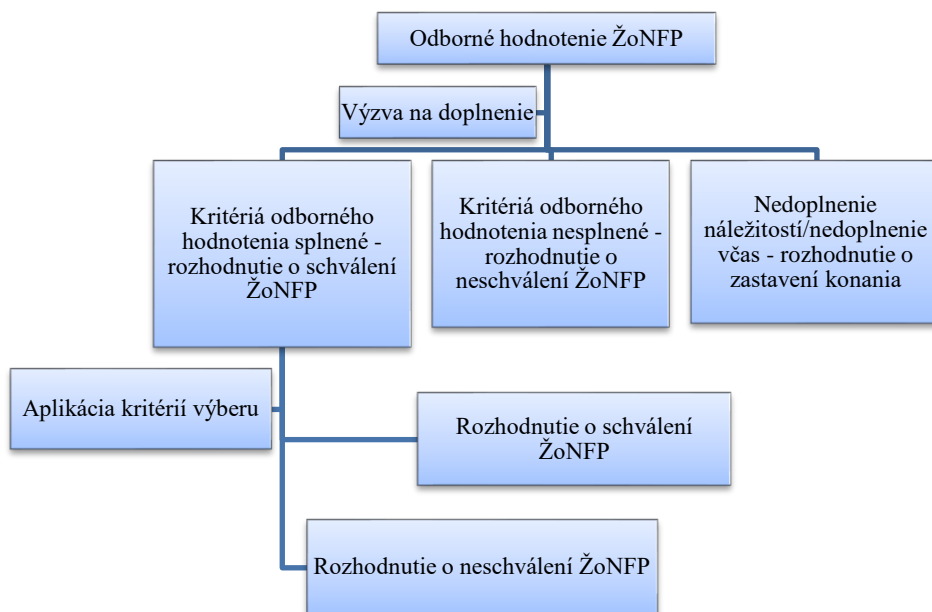 Odborné hodnotenie ŽoNFP
Výzva na doplnenie
Kritériá odborného
hodnotenia splnené -
rozhodnutie o schválení
ŽoNFP
Kritériá odborného
hodnotenia nesplnené -
rozhodnutie o
neschválení ŽoNFP
Nedoplnenie
náležitostí/nedoplnenie
včas - rozhodnutie o
zastavení konania
Aplikácia kritérií výberu
Rozhodnutie o schválení
ŽoNFP
Rozhodnutie o neschválení ŽoNFP